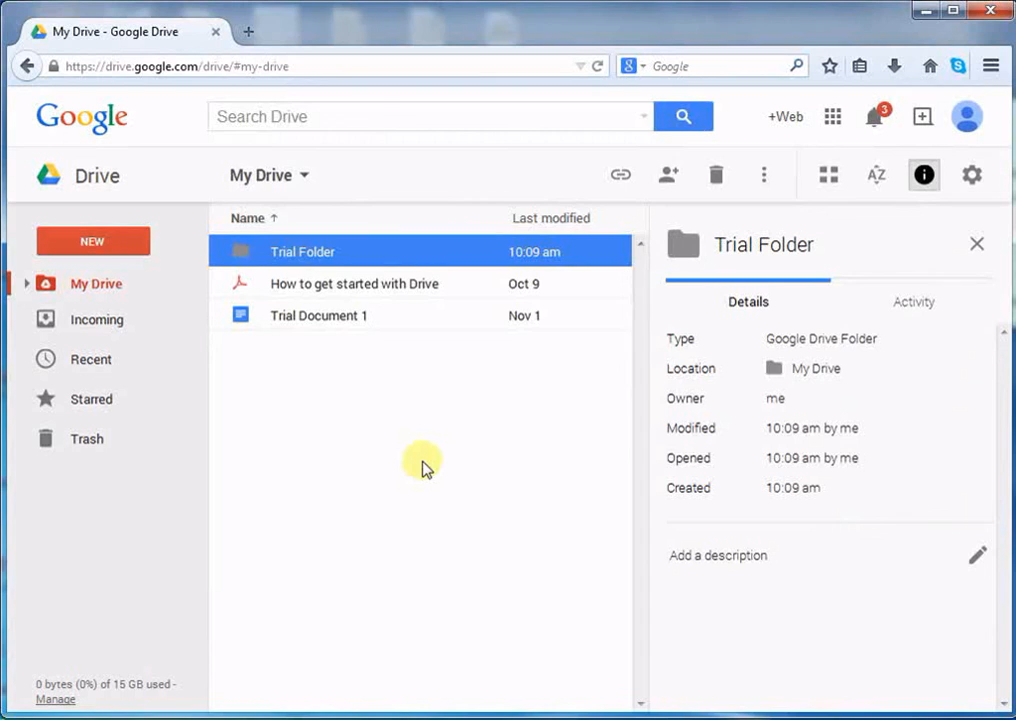 My Drive - Google Drive
https://drive.google.com/drive/#my-drive
Google
Google
Search Drive
+Web
3
Drive
My Drive
AZ
Name
Last modified
NEW
My Drive
Incoming
Recent
Starred
Trash
Trial Folder 10:09 am
How to get started with Drive Oct 9
Trial Document 1 Nov 1
Trial Folder
Details
Activity
Type Google Drive Folder
Location My Drive
Owner me
Modified 10:09 am by me
Opened 10:09 am by me
Created 10:09 am
Add a description
0 bytes (0%) of 15 GB used -
Manage